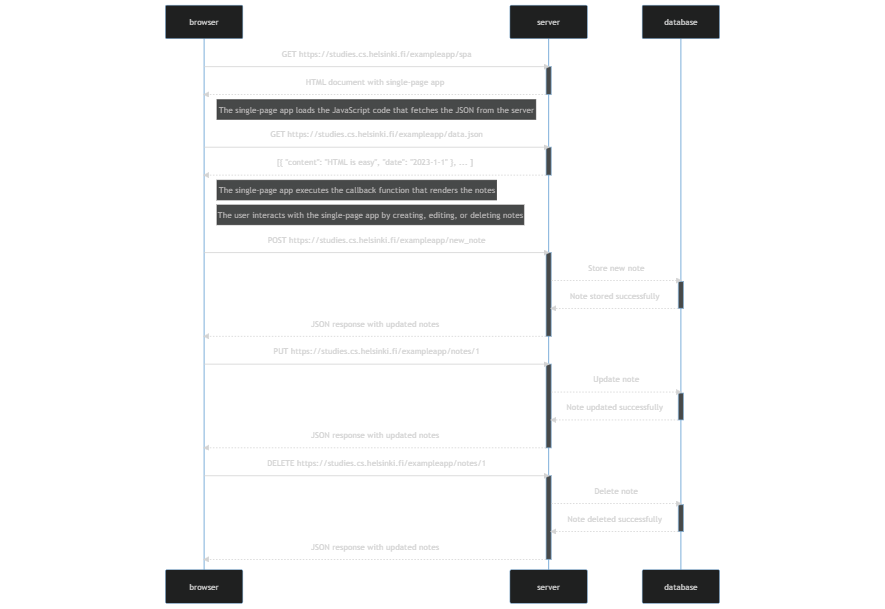 browser server database
GET https://studies.cs.helsinki.fi/exampleapp/spa
HTML document with single-page app
The single-page app loads the JavaScript code that fetches the JSON from the server
GET https://studies.cs.helsinki.fi/exampleapp/data.json
[{ "content": "HTML is easy", "date": "2023-1-1" }, ... ]
The single-page app executes the callback function that renders the notes
The user interacts with the single-page app by creating, editing, or deleting notes
POST https://studies.cs.helsinki.fi/exampleapp/new_note
Store new note
Note stored successfully
JSON response with updated notes
PUT https://studies.cs.helsinki.fi/exampleapp/notes/1
Update note
Note updated successfully
JSON response with updated notes
DELETE https://studies.cs.helsinki.fi/exampleapp/notes/1
Delete note
Note deleted successfully
JSON response with updated notes
browser server database